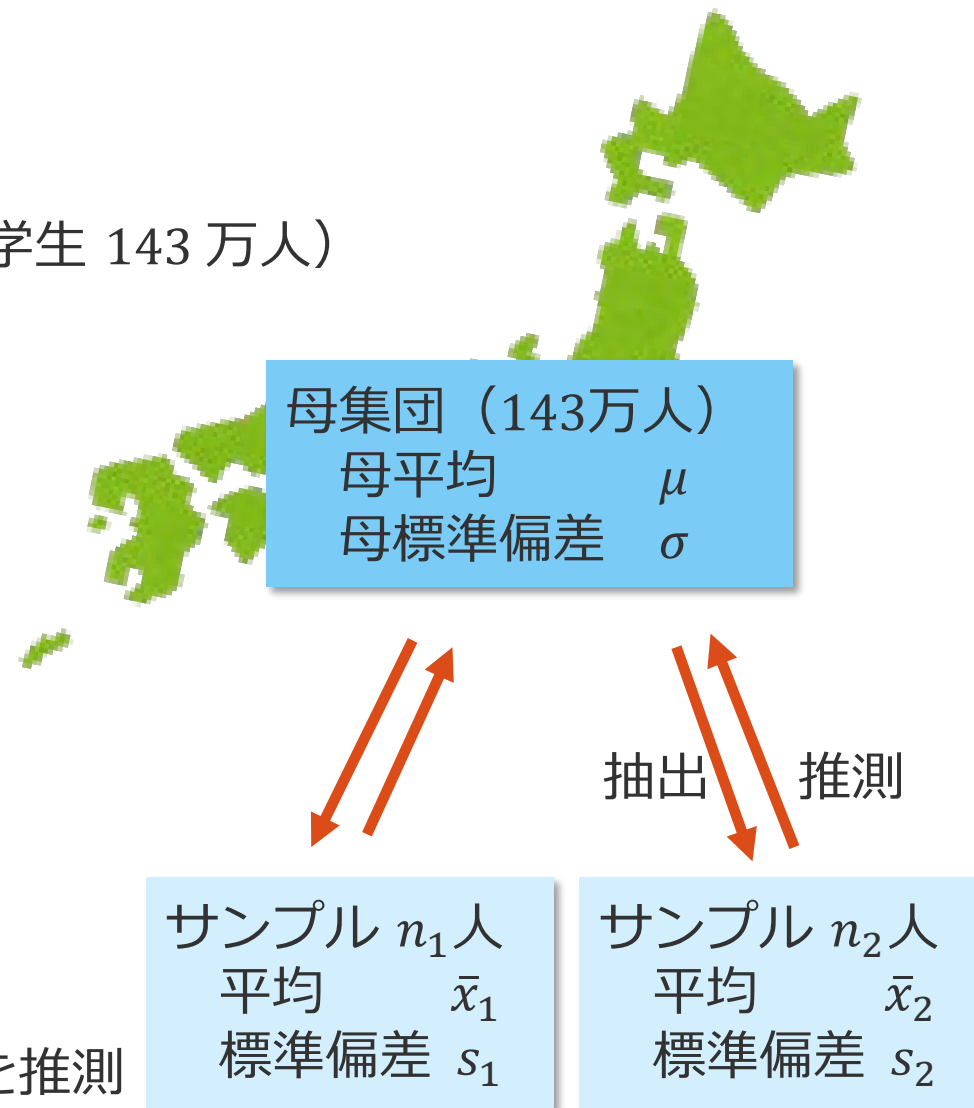 学生 143 万人）
母集団（143万人）
母平均 μ
母標準偏差 σ
抽出 推測
サンプル n₁人
平均 x̄₁
標準偏差 s₁
サンプル n₂人
平均 x̄₂
標準偏差 s₂
を推測